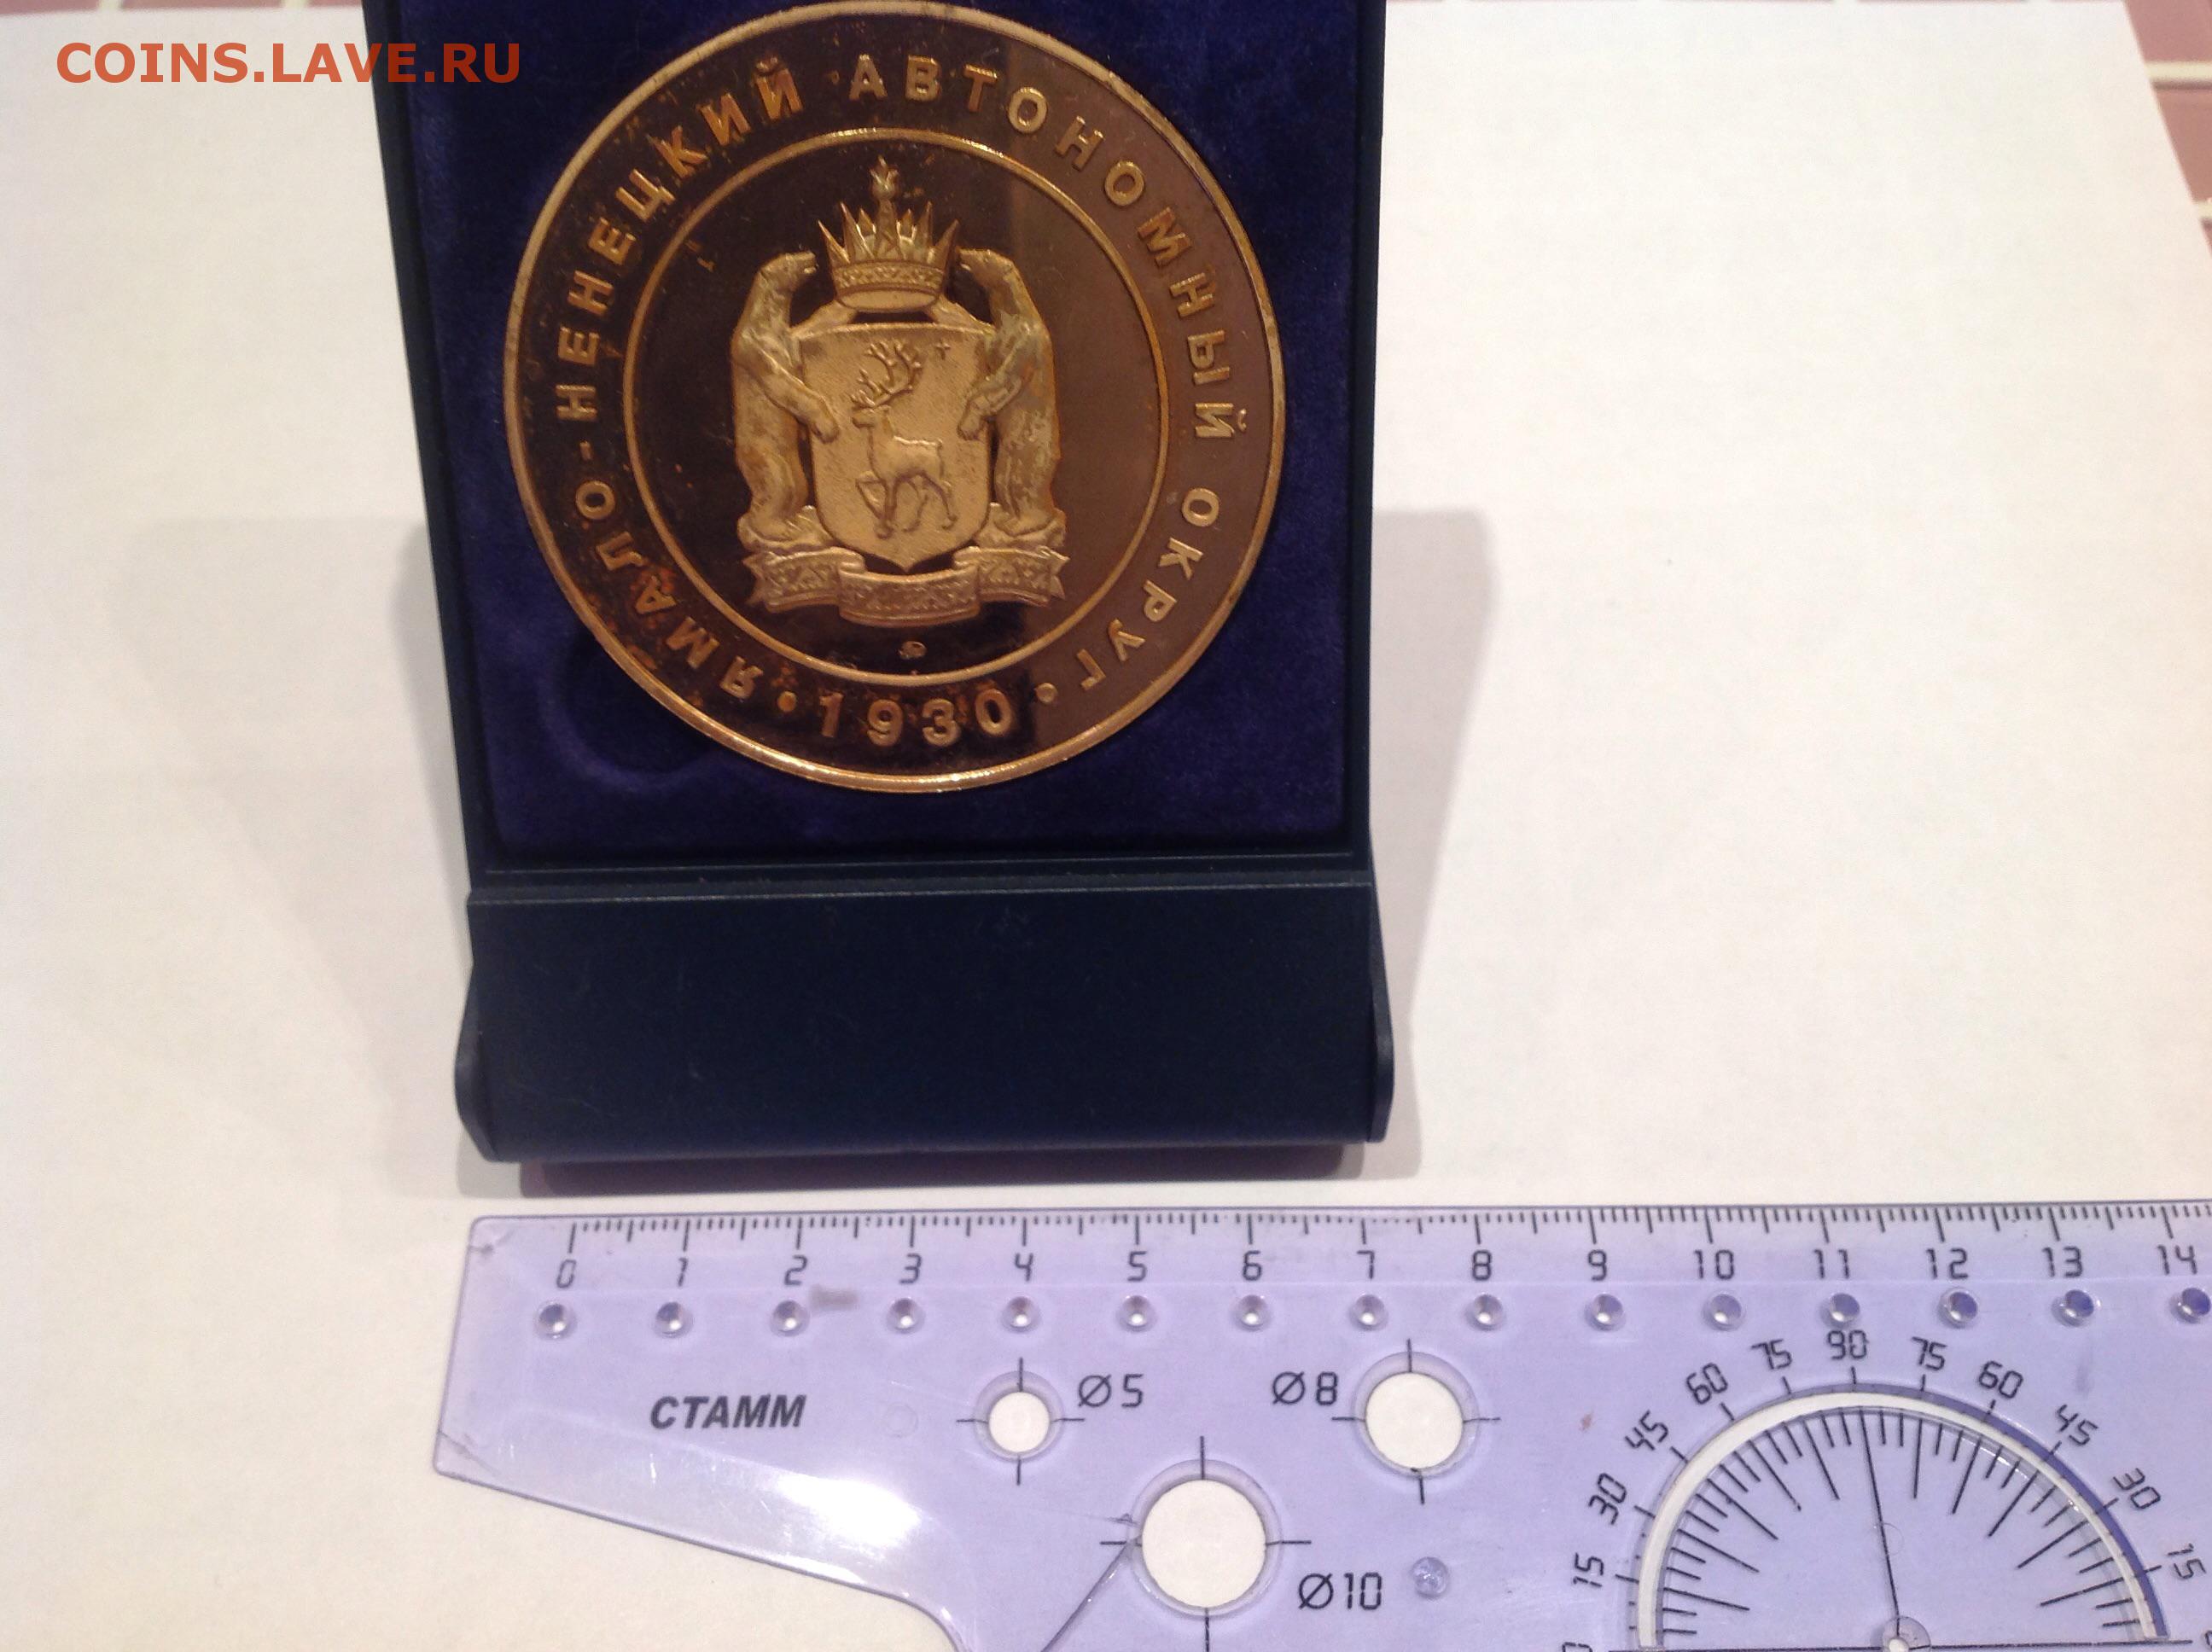 COINS.LAVE.RU
ЯМАЛО-НЕНЕЦКИЙ АВТОНОМНЫЙ ОКРУГ
• 1930 •
0 1 2 3 4 5 6 7 8 9 10 11 12 13 14
СТАММ
Ø5
Ø8
Ø10
0 15 30 45 60 75 90 75 60 45 30 15